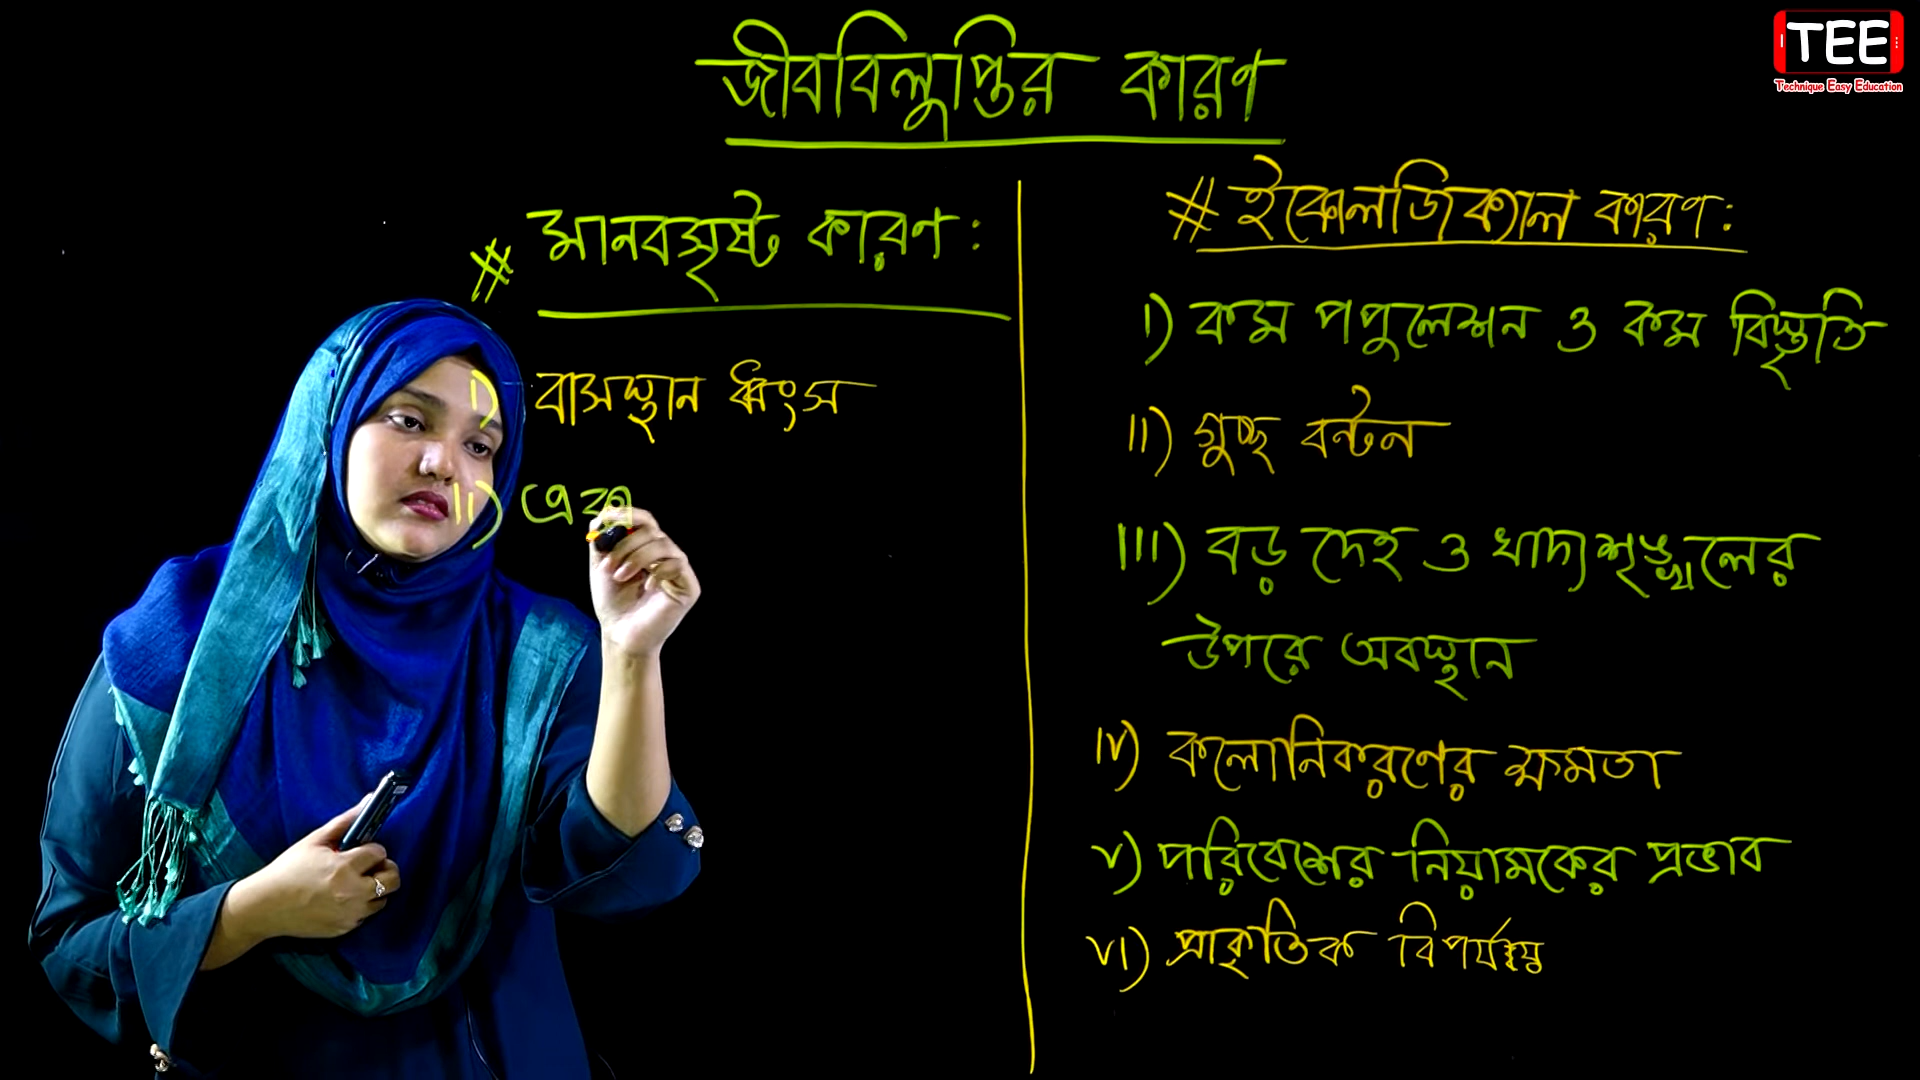 জীববিলুপ্তির কারণ
TEE
Technique Easy Education
# মানবসৃষ্ট কারণ :
i) বাসস্থান ধ্বংস
ii)
# ইকোলজিক্যাল কারণ :
i) কম পপুলেশন ও কম বিস্তৃতি
ii) গুচ্ছ বন্টন
iii) বড় দেহ ও খাদ্যশৃঙ্খলের
উপরে অবস্থান
iv) কলোনিকরণের ক্ষমতা
v) পরিবেশের নিয়ামকের প্রভাব
vi) প্রাকৃতিক বিপর্যয়